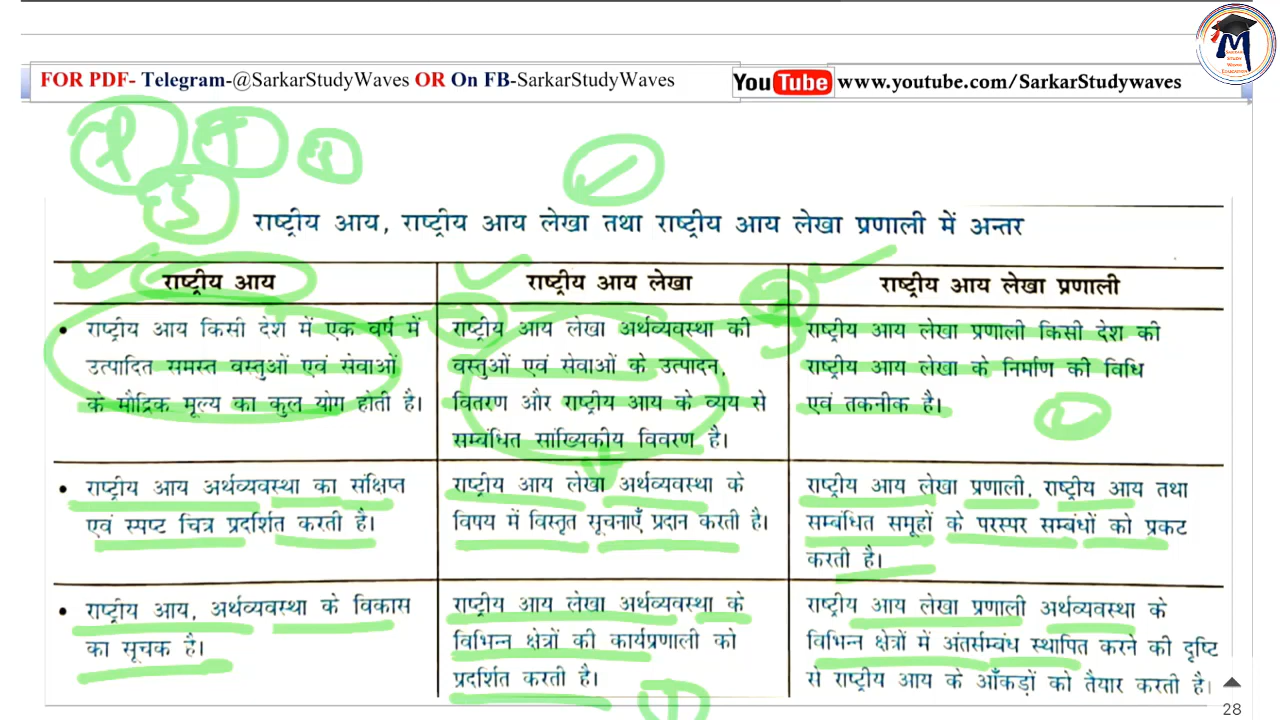 SARKAR
STUDY
WAVES
EDUCATION
FOR PDF- Telegram-@SarkarStudyWaves OR On FB-SarkarStudyWaves
YouTube www.youtube.com/SarkarStudywaves
राष्ट्रीय आय, राष्ट्रीय आय लेखा तथा राष्ट्रीय आय लेखा प्रणाली में अन्तर
राष्ट्रीय आय
• राष्ट्रीय आय किसी देश में एक वर्ष में
उत्पादित समस्त वस्तुओं एवं सेवाओं
के मौद्रिक मूल्य का कुल योग होती है।
• राष्ट्रीय आय अर्थव्यवस्था का संक्षिप्त
एवं स्पष्ट चित्र प्रदर्शित करती है।
• राष्ट्रीय आय, अर्थव्यवस्था के विकास
का सूचक है।
राष्ट्रीय आय लेखा
राष्ट्रीय आय लेखा अर्थव्यवस्था की
वस्तुओं एवं सेवाओं के उत्पादन,
वितरण और राष्ट्रीय आय के व्यय से
सम्बंधित सांख्यिकीय विवरण है।
राष्ट्रीय आय लेखा अर्थव्यवस्था के
विषय में विस्तृत सूचनाएँ प्रदान करती है।
राष्ट्रीय आय लेखा अर्थव्यवस्था के
विभिन्न क्षेत्रों की कार्यप्रणाली को
प्रदर्शित करती है।
राष्ट्रीय आय लेखा प्रणाली
राष्ट्रीय आय लेखा प्रणाली किसी देश की
राष्ट्रीय आय लेखा के निर्माण की विधि
एवं तकनीक है।
राष्ट्रीय आय लेखा प्रणाली, राष्ट्रीय आय तथा
सम्बंधित समूहों के परस्पर सम्बंधों को प्रकट
करती है।
राष्ट्रीय आय लेखा प्रणाली अर्थव्यवस्था के
विभिन्न क्षेत्रों में अंतर्सम्बंध स्थापित करने की दृष्टि
से राष्ट्रीय आय के आँकड़ों को तैयार करती है।
28